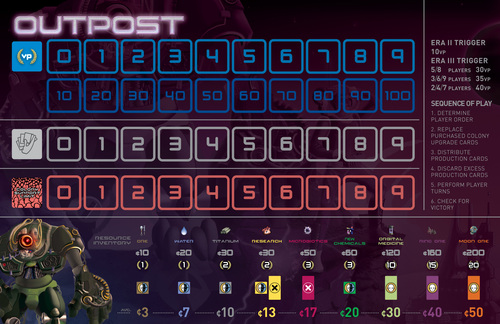 OUTPOST
VP
0 1 2 3 4 5 6 7 8 9
10 20 30 40 50 60 70 80 90 100
0 1 2 3 4 5 6 7 8 9
0 1 2 3 4 5 6 7 8 9
ERA II TRIGGER
10VP
ERA III TRIGGER
5/8 PLAYERS 30VP
3/6/9 PLAYERS 35VP
2/4/7 PLAYERS 40VP
SEQUENCE OF PLAY
1. DETERMINE
PLAYER ORDER
2. REPLACE
PURCHASED COLONY
UPGRADE CARDS
3. DISTRIBUTE
PRODUCTION CARDS
4. DISCARD EXCESS
PRODUCTION CARDS
5. PERFORM PLAYER
TURNS
6. CHECK FOR
VICTORY
RESOURCE
INVENTORY
ORE WATER TITANIUM RESEARCH MICROBIOTICS NEW CHEMICALS ORBITAL MEDICINE RING ORE MOON ORE
¢10 ¢20 ¢30 ¢30 ¢50 ¢60 ¢120 ¢160 ¢200
(1) (1) (2) (2) (3) (3)
¢3 ¢7 ¢10 ¢13 ¢17 ¢20 ¢30 ¢40 ¢50